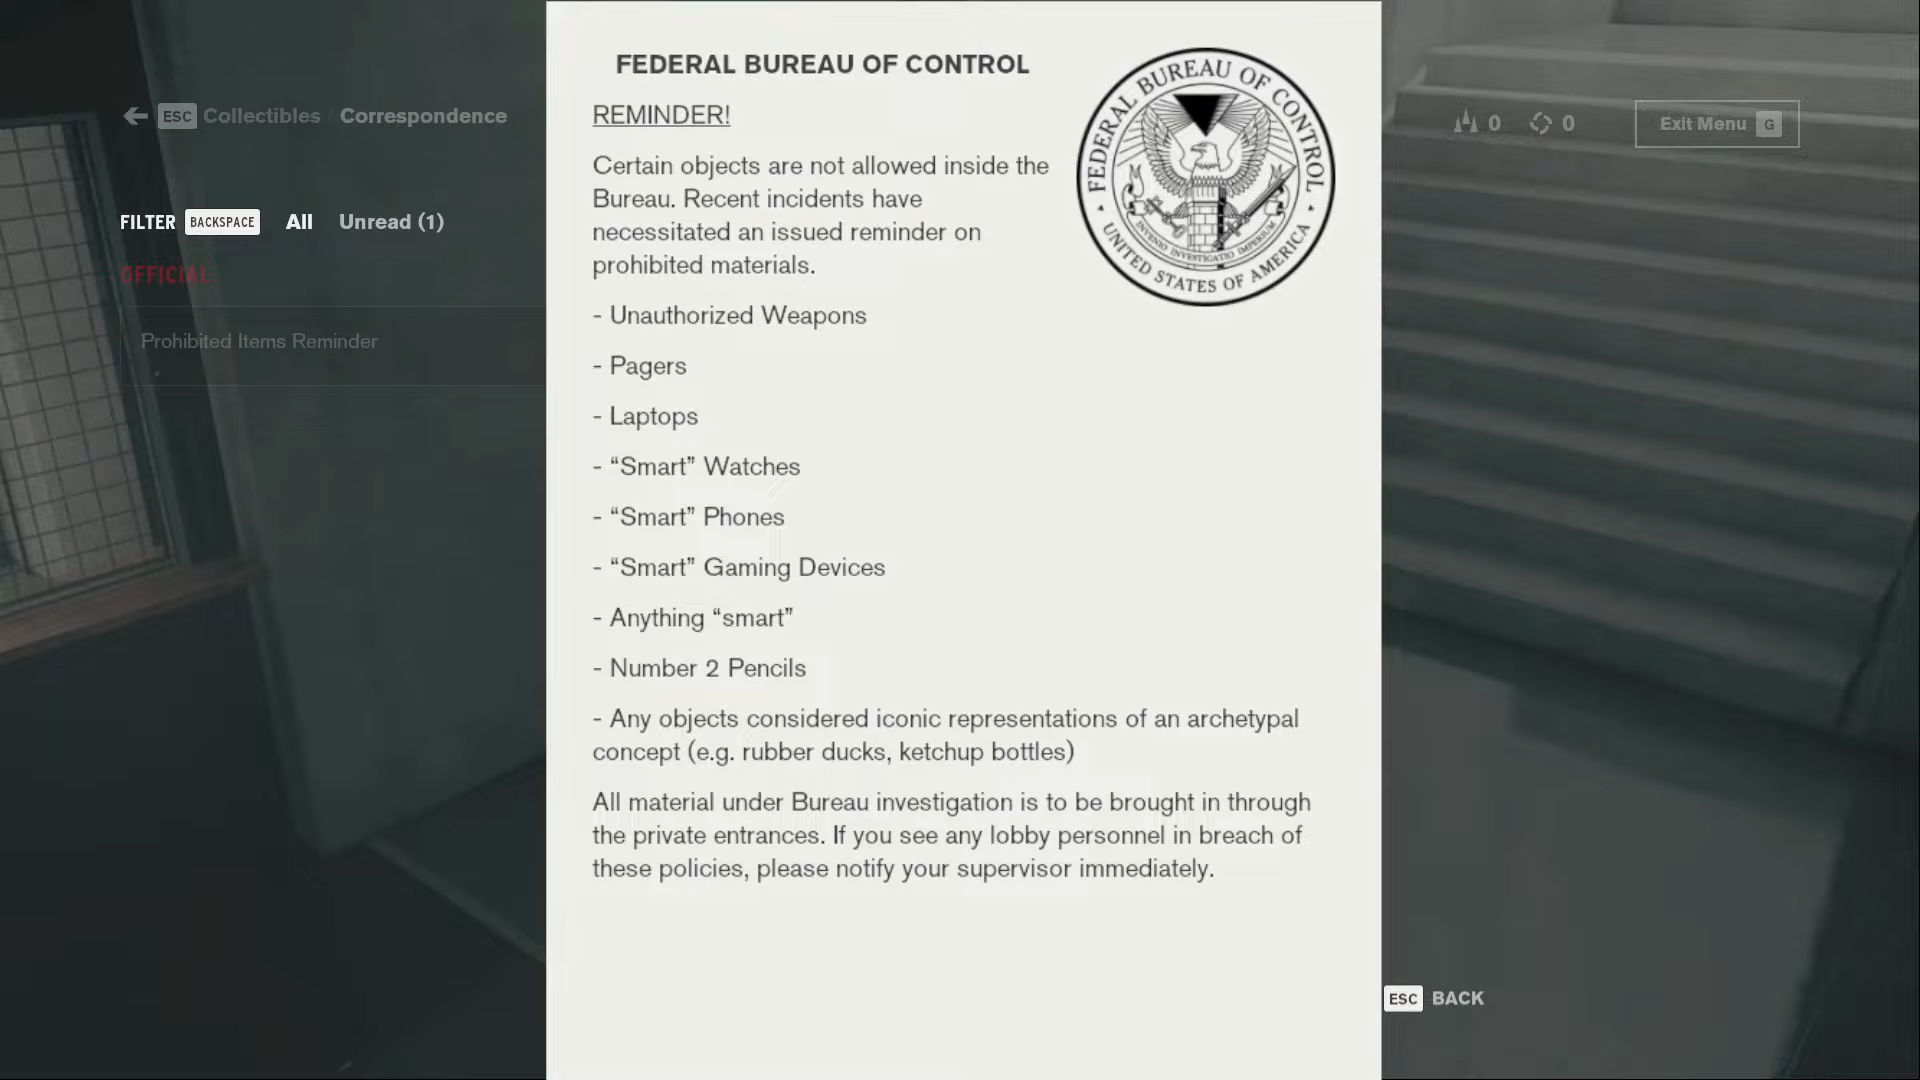 FEDERAL BUREAU OF CONTROL
REMINDER!
Certain objects are not allowed inside the
Bureau. Recent incidents have
necessitated an issued reminder on
prohibited materials.
- Unauthorized Weapons
- Pagers
- Laptops
- “Smart” Watches
- “Smart” Phones
- “Smart” Gaming Devices
- Anything “smart”
- Number 2 Pencils
- Any objects considered iconic representations of an archetypal
concept (e.g. rubber ducks, ketchup bottles)
All material under Bureau investigation is to be brought in through
the private entrances. If you see any lobby personnel in breach of
these policies, please notify your supervisor immediately.
FEDERAL BUREAU OF CONTROL
UNITED STATES OF AMERICA
INVENIO INVESTIGATIO IMPERIUM
ESC Collectibles / Correspondence
FILTER BACKSPACE All Unread (1)
OFFICIAL
Prohibited Items Reminder
0 0 Exit Menu G
ESC BACK